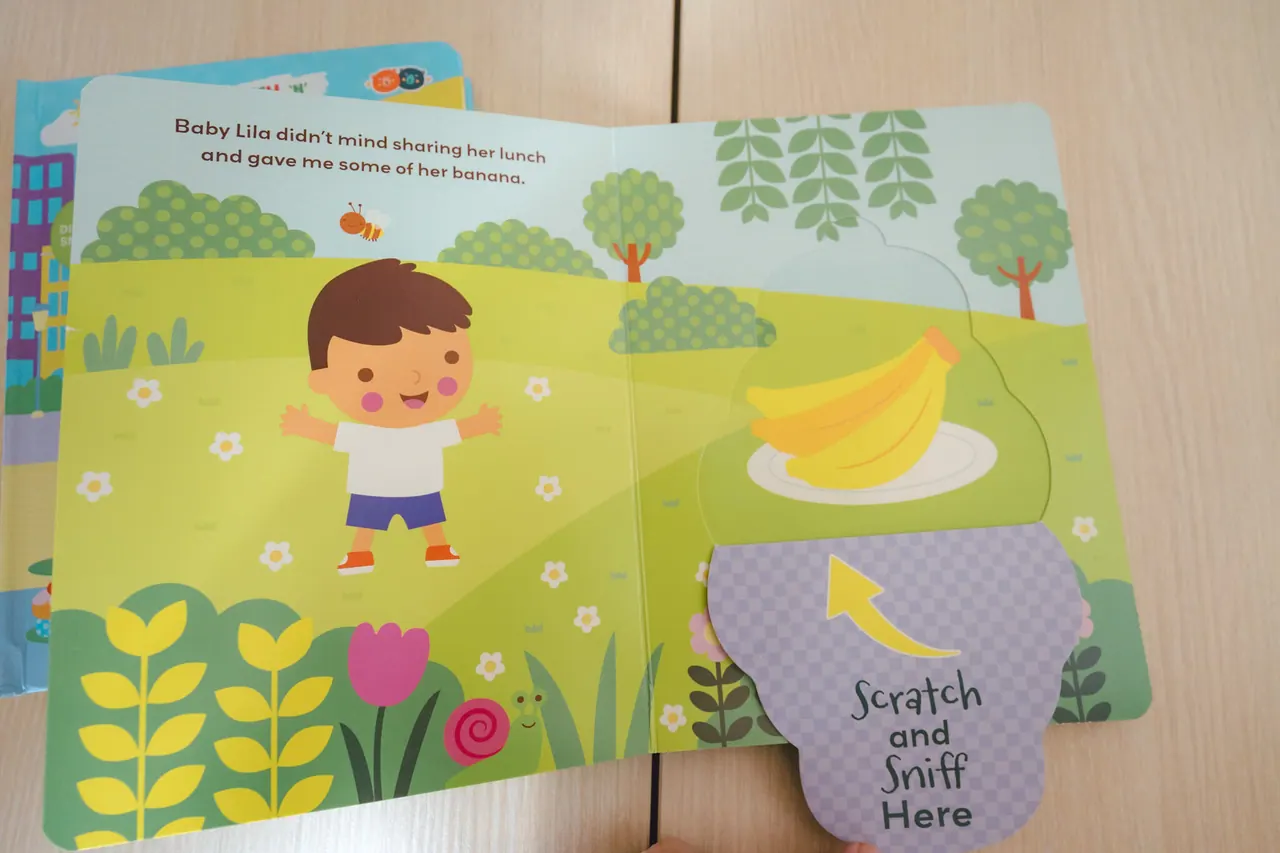 Baby Lila didn't mind sharing her lunch
and gave me some of her banana.
Scratch
and
Sniff
Here